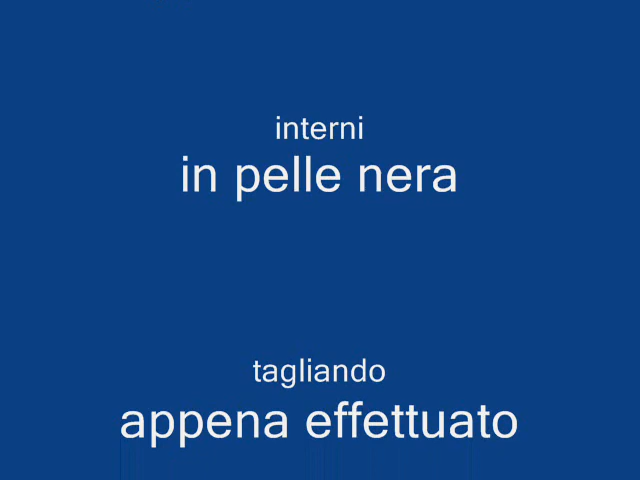 interni
in pelle nera
tagliando
appena effettuato